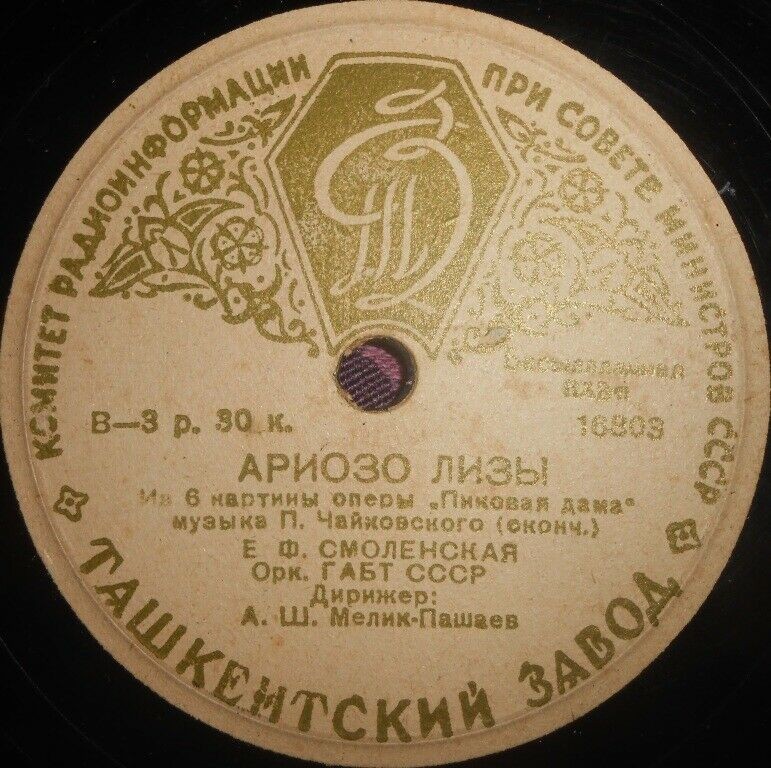 КОМИТЕТ РАДИОИНФОРМАЦИИ ПРИ СОВЕТЕ МИНИСТРОВ СССР
В—3 р. 30 к.
16803
АРИОЗО ЛИЗЫ
Из 6 картины оперы „Пиковая дама"
музыка П. Чайковского (оконч.)
Е Ф. СМОЛЕНСКАЯ
Орк. ГАБТ СССР
Дирижер:
А. Ш. Мелик-Пашаев
ТАШКЕНТСКИЙ ЗАВОД